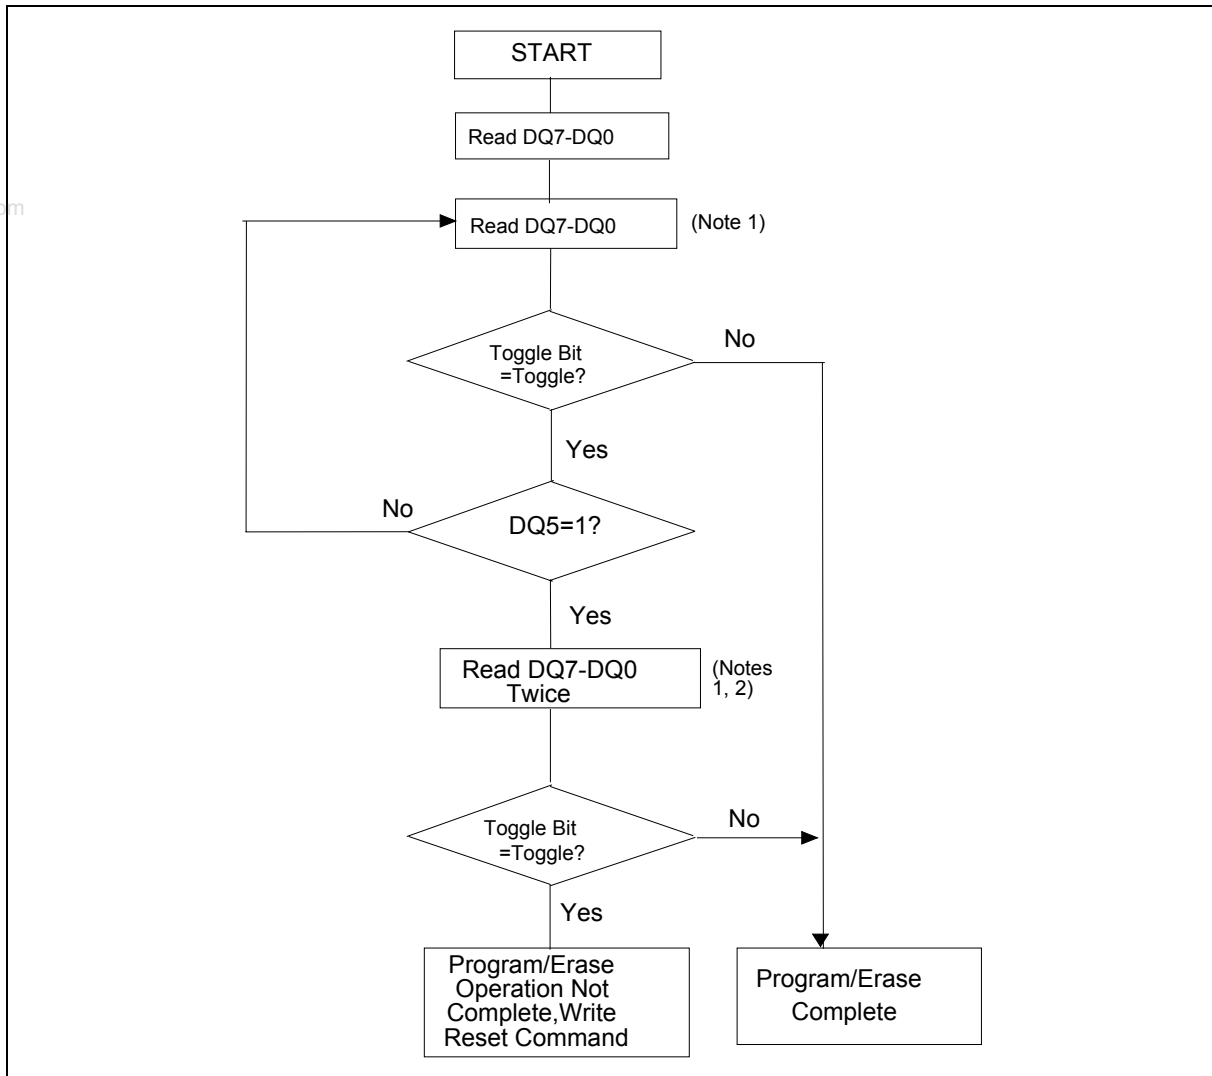 START
Read DQ7-DQ0
om
Read DQ7-DQ0
(Note 1)
Toggle Bit
=Toggle?
No
Yes
No
DQ5=1?
Yes
Read DQ7-DQ0
Twice
(Notes
1, 2)
Toggle Bit
=Toggle?
No
Yes
Program/Erase
Operation Not
Complete,Write
Reset Command
Program/Erase
Complete